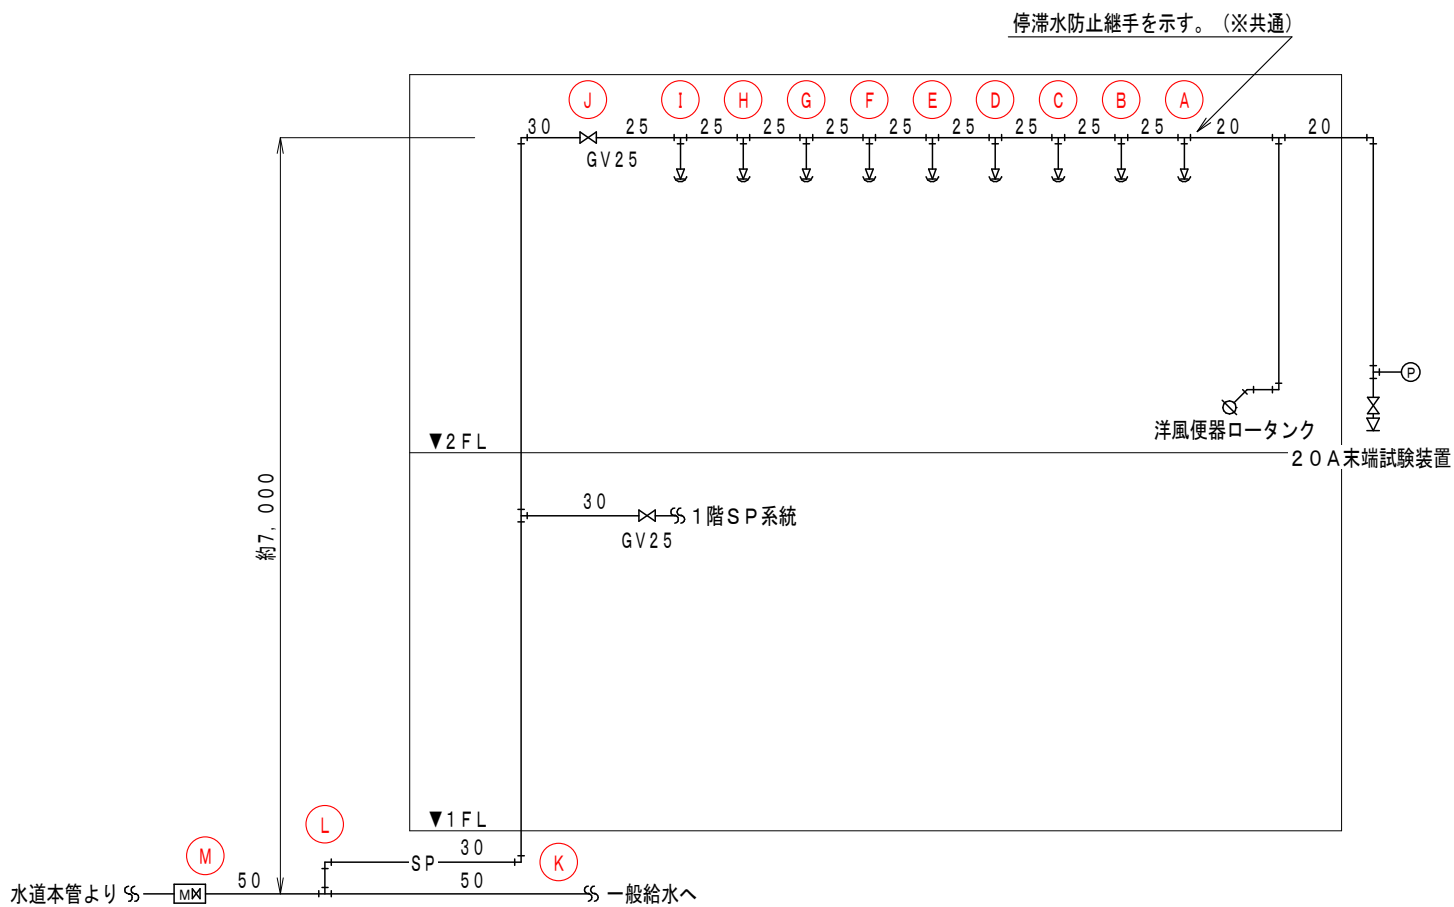 停滞水防止継手を示す。（※共通）
J I H G F E D C B A
30 25 25 25 25 25 25 25 25 25 20 20
GV25
P
洋風便器ロータンク
▼2FL
20A末端試験装置
30
1階SP系統
GV25
約7,000
▼1FL
L
30
SP
K
M
50
50
水道本管より
M
一般給水へ